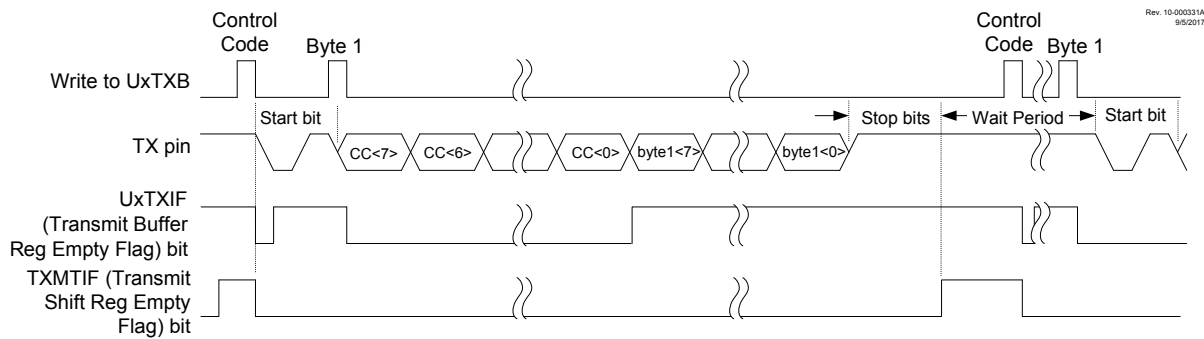 Rev. 10-000331A
9/5/2017
Control
Code
Byte 1
Control
Code
Byte 1
Write to UxTXB
Start bit
Stop bits
Wait Period
Start bit
TX pin
CC<7>
CC<6>
CC<0>
byte1<7>
byte1<0>
UxTXIF
(Transmit Buffer
Reg Empty Flag) bit
TXMTIF (Transmit
Shift Reg Empty
Flag) bit